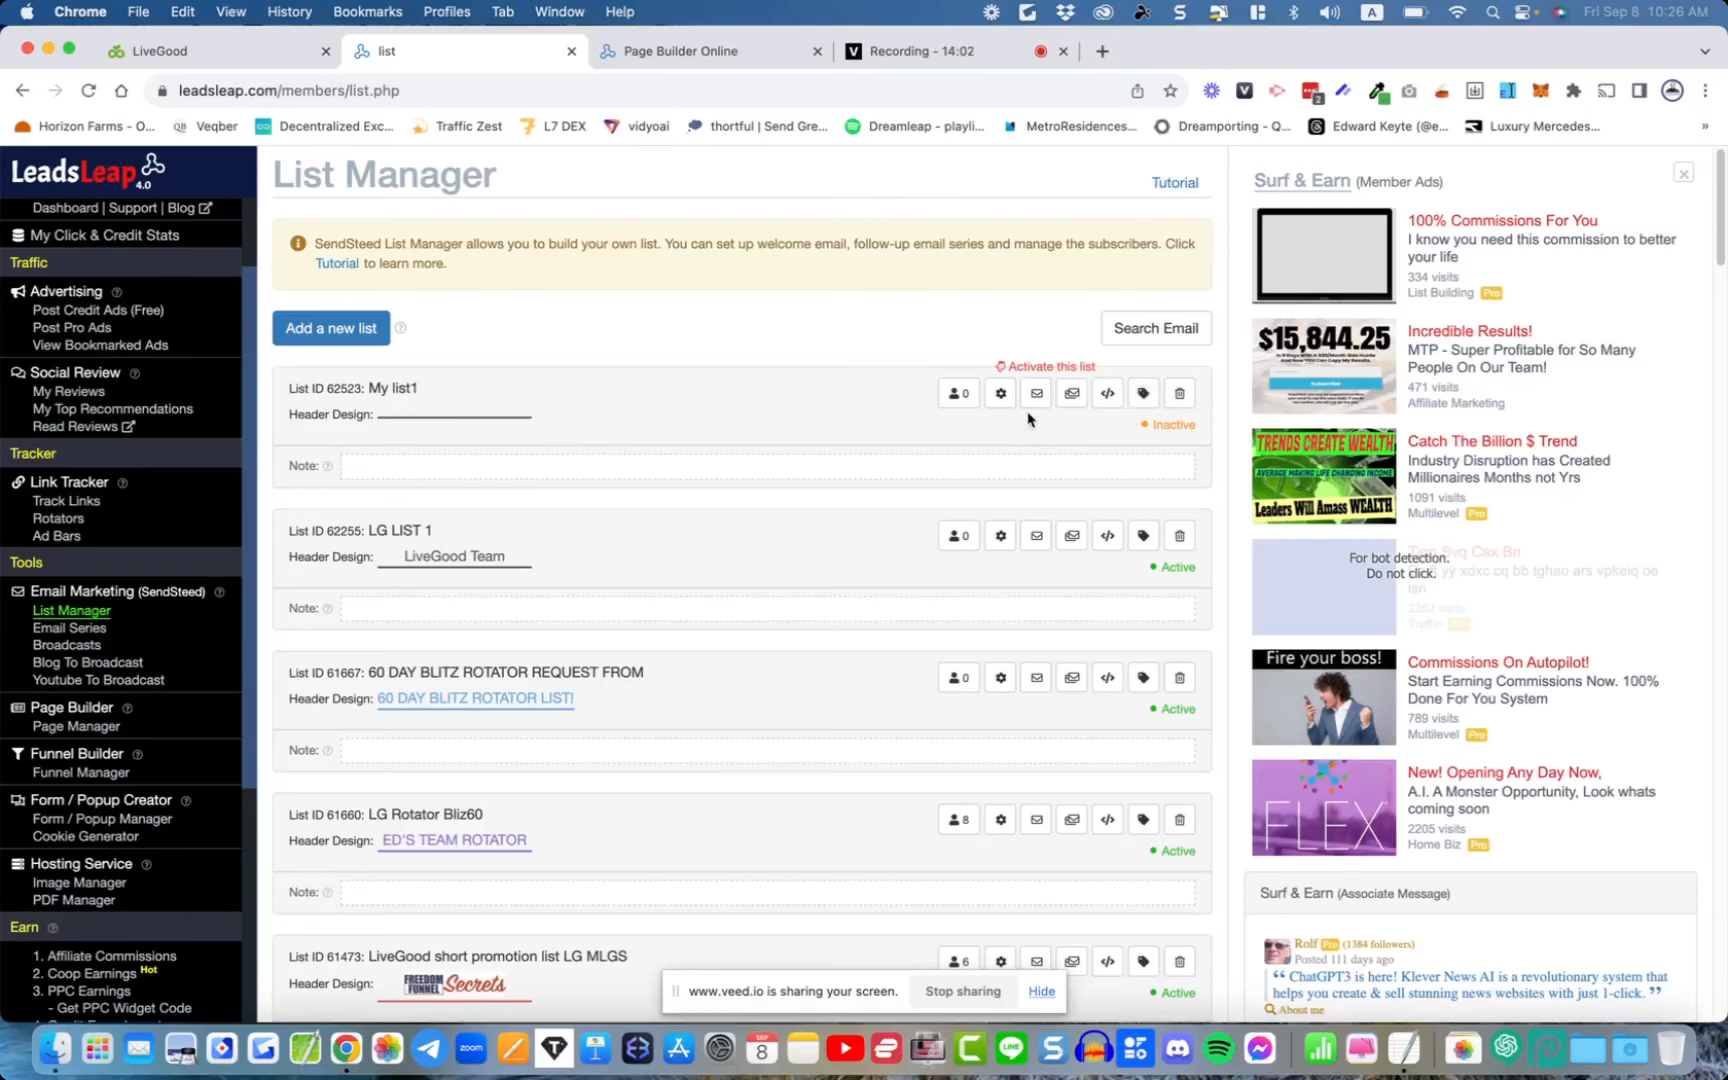 Chrome File Edit View History Bookmarks Profiles Tab Window Help
A Fri Sep 8 10:26 AM
LiveGood
list
Page Builder Online
V Recording - 14:02
leadsleap.com/members/list.php
Horizon Farms - O...
QB Veqber
Decentralized Exc...
Traffic Zest
L7 DEX
vidyoai
thortful | Send Gre...
Dreamleap - playli...
MetroResidences...
Dreamporting - Q...
Edward Keyte (@e...
Luxury Mercedes...
»
LeadsLeap 4.0
Dashboard | Support | Blog
My Click & Credit Stats
Traffic
Advertising
Post Credit Ads (Free)
Post Pro Ads
View Bookmarked Ads
Social Review
My Reviews
My Top Recommendations
Read Reviews
Tracker
Link Tracker
Track Links
Rotators
Ad Bars
Tools
Email Marketing (SendSteed)
List Manager
Email Series
Broadcasts
Blog To Broadcast
Youtube To Broadcast
Page Builder
Page Manager
Funnel Builder
Funnel Manager
Form / Popup Creator
Form / Popup Manager
Cookie Generator
Hosting Service
Image Manager
PDF Manager
Earn
1. Affiliate Commissions
2. Coop Earnings Hot
3. PPC Earnings
- Get PPC Widget Code
List Manager
Tutorial
SendSteed List Manager allows you to build your own list. You can set up welcome email, follow-up email series and manage the subscribers. Click
Tutorial to learn more.
Add a new list
Search Email
Activate this list
List ID 62523: My list1
0
Header Design:
Inactive
Note:
List ID 62255: LG LIST 1
0
Header Design: LiveGood Team
Active
Note:
List ID 61667: 60 DAY BLITZ ROTATOR REQUEST FROM
0
Header Design: 60 DAY BLITZ ROTATOR LIST!
Active
Note:
List ID 61660: LG Rotator Bliz60
8
Header Design: ED'S TEAM ROTATOR
Active
Note:
List ID 61473: LiveGood short promotion list LG MLGS
6
Header Design: FREEDOM FUNNEL Secrets
Active
www.veed.io is sharing your screen. Stop sharing Hide
Surf & Earn (Member Ads)
100% Commissions For You
I know you need this commission to better
your life
334 visits
List Building Pro
$15,844.25
Subscribe
Incredible Results!
MTP - Super Profitable for So Many
People On Our Team!
471 visits
Affiliate Marketing
TRENDS CREATE WEALTH
AVERAGE MAKING LIFE CHANGING INCOME
Leaders Will Amass WEALTH
Catch The Billion $ Trend
Industry Disruption has Created
Millionaires Months not Yrs
1091 visits
Multilevel Pro
For bot detection.
Do not click.
2352 visits
Traffic Pro
Fire your boss!
Commissions On Autopilot!
Start Earning Commissions Now. 100%
Done For You System
789 visits
Multilevel Pro
FLEX
New! Opening Any Day Now,
A.I. A Monster Opportunity, Look whats
coming soon
2205 visits
Home Biz Pro
Surf & Earn (Associate Message)
Rolf Pro (1384 followers)
Posted 111 days ago
“ ChatGPT3 is here! Klever News AI is a revolutionary system that
helps you create & sell stunning news websites with just 1-click. ”
About me
zoom
SEP
8
LINE